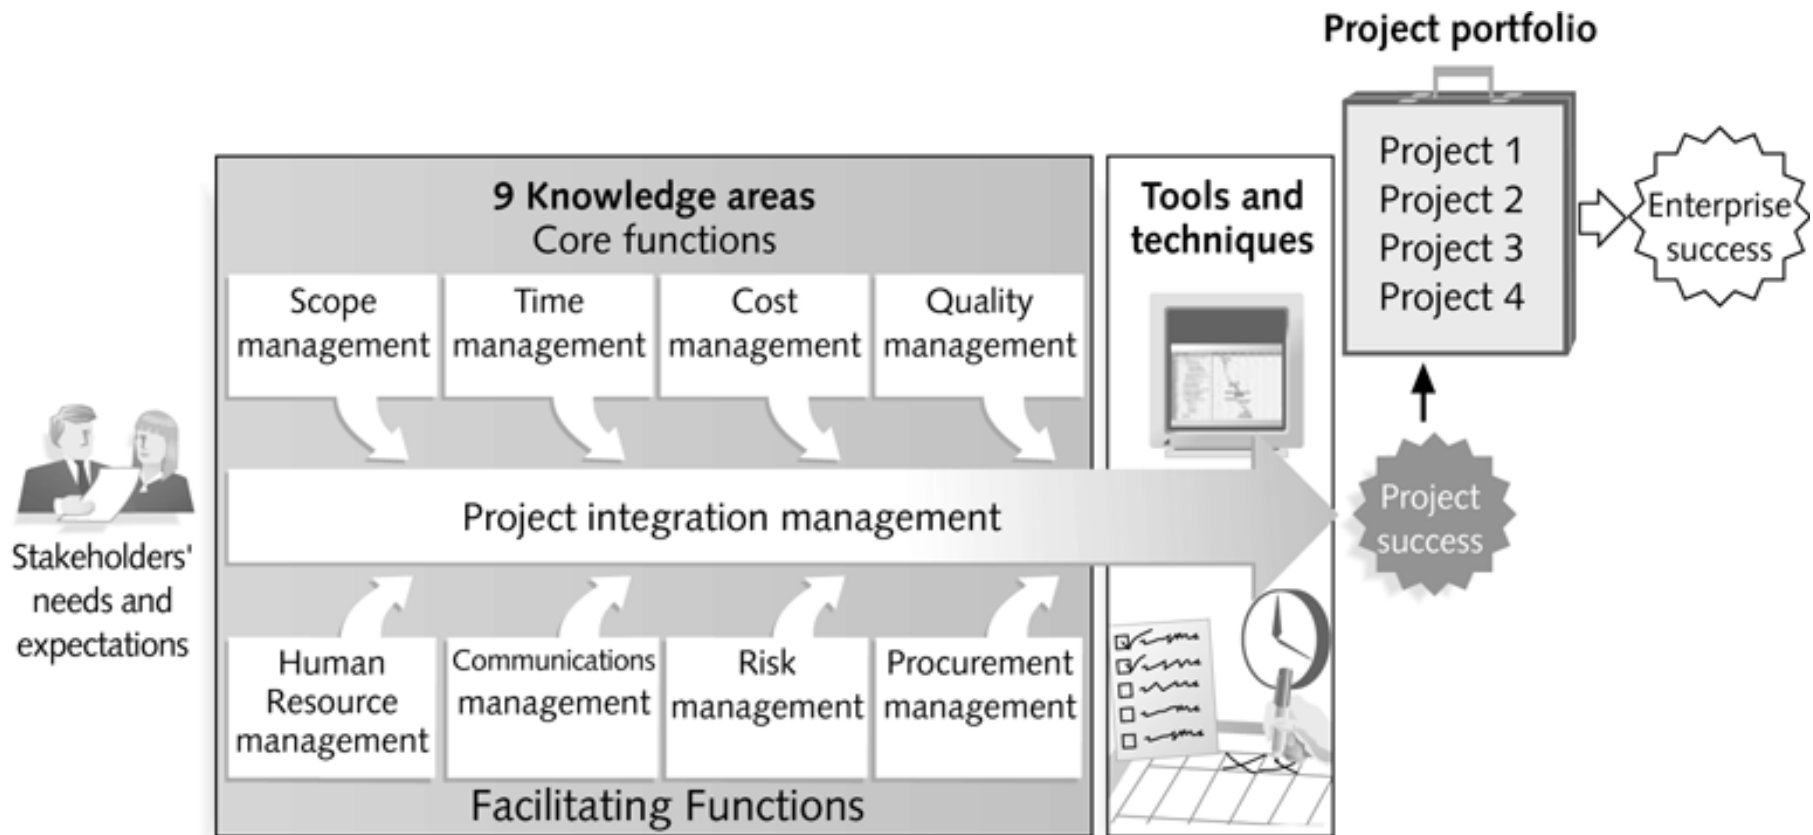 Project portfolio
Project 1
Project 2
Project 3
Project 4
Enterprise
success
9 Knowledge areas
Core functions
Scope
management
Time
management
Cost
management
Quality
management
Tools and
techniques
Stakeholders'
needs and
expectations
Project integration management
Project
success
Human
Resource
management
Communications
management
Risk
management
Procurement
management
Facilitating Functions